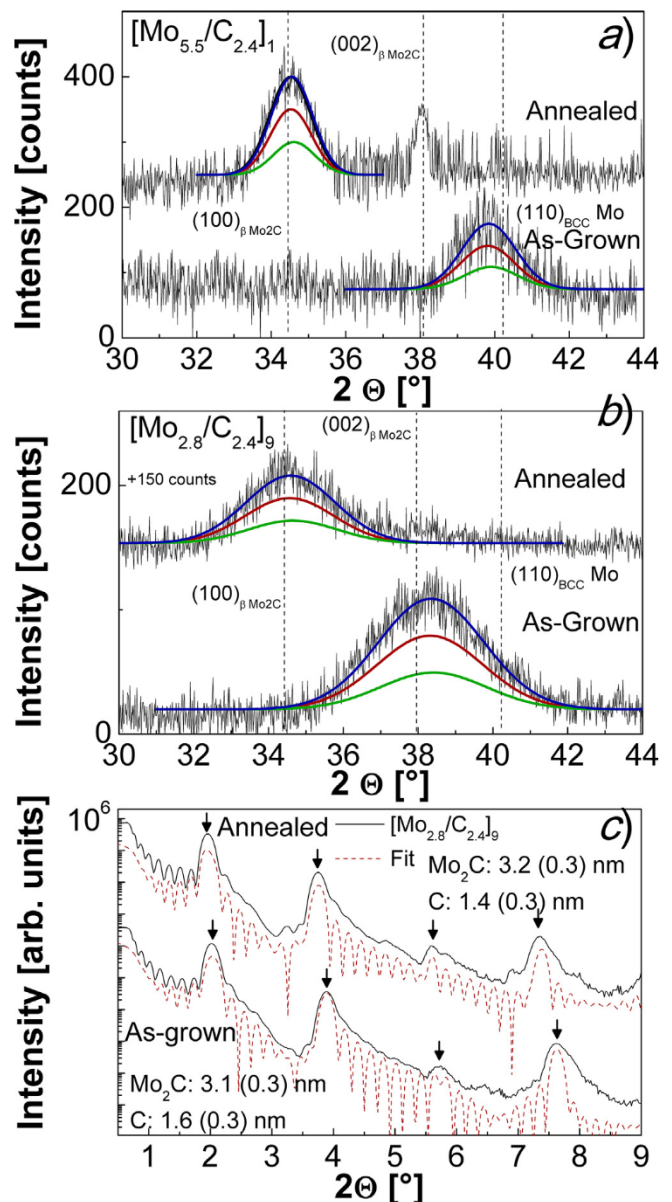 a)
[Mo5.5/C2.4]1
(002)β Mo2C
Annealed
(100)β Mo2C
(110)BCC Mo
As-Grown
Intensity [counts]
400
200
0
30 32 34 36 38 40 42 44
2 Θ [°]
b)
[Mo2.8/C2.4]9
(002)β Mo2C
+150 counts
Annealed
(100)β Mo2C
(110)BCC Mo
As-Grown
Intensity [counts]
200
0
30 32 34 36 38 40 42 44
2 Θ [°]
c)
10^6
Annealed
[Mo2.8/C2.4]9
Fit
Mo2C: 3.2 (0.3) nm
C: 1.4 (0.3) nm
As-grown
Mo2C: 3.1 (0.3) nm
C: 1.6 (0.3) nm
Intensity [arb. units]
1 2 3 4 5 6 7 8 9
2Θ [°]